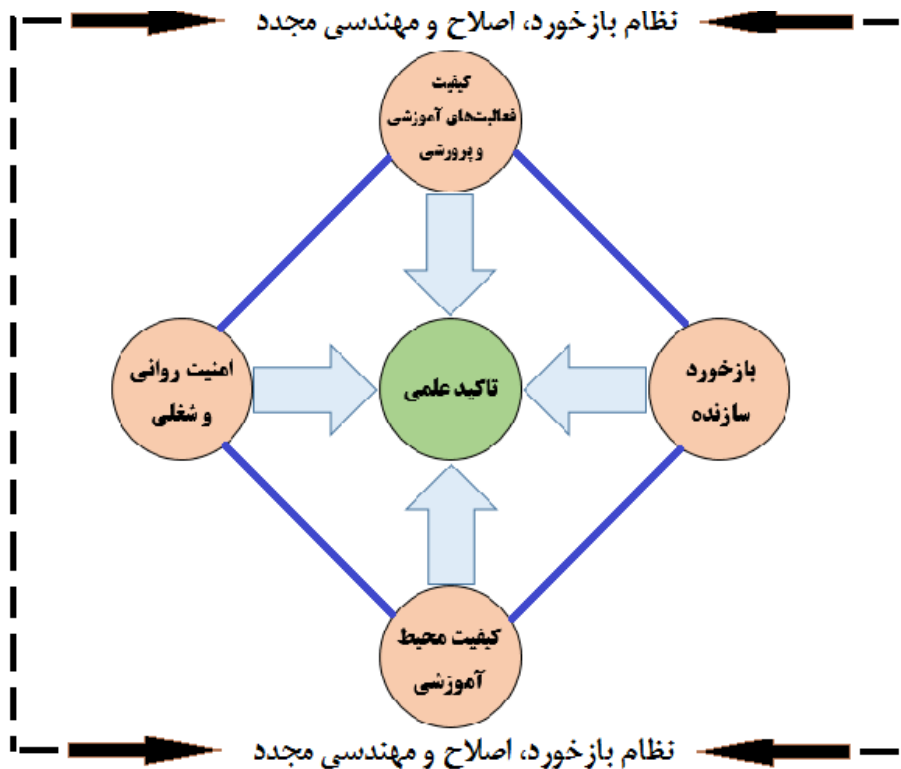 نظام بازخورد، اصلاح و مهندسی مجدد
کیفیت
فعالبت‌های آموزشی
و پرورشی
بازخورد
سازنده
تاکید علمی
امنیت روانی
و شغلی
کیفیت محیط
آموزشی
نظام بازخورد، اصلاح و مهندسی مجدد